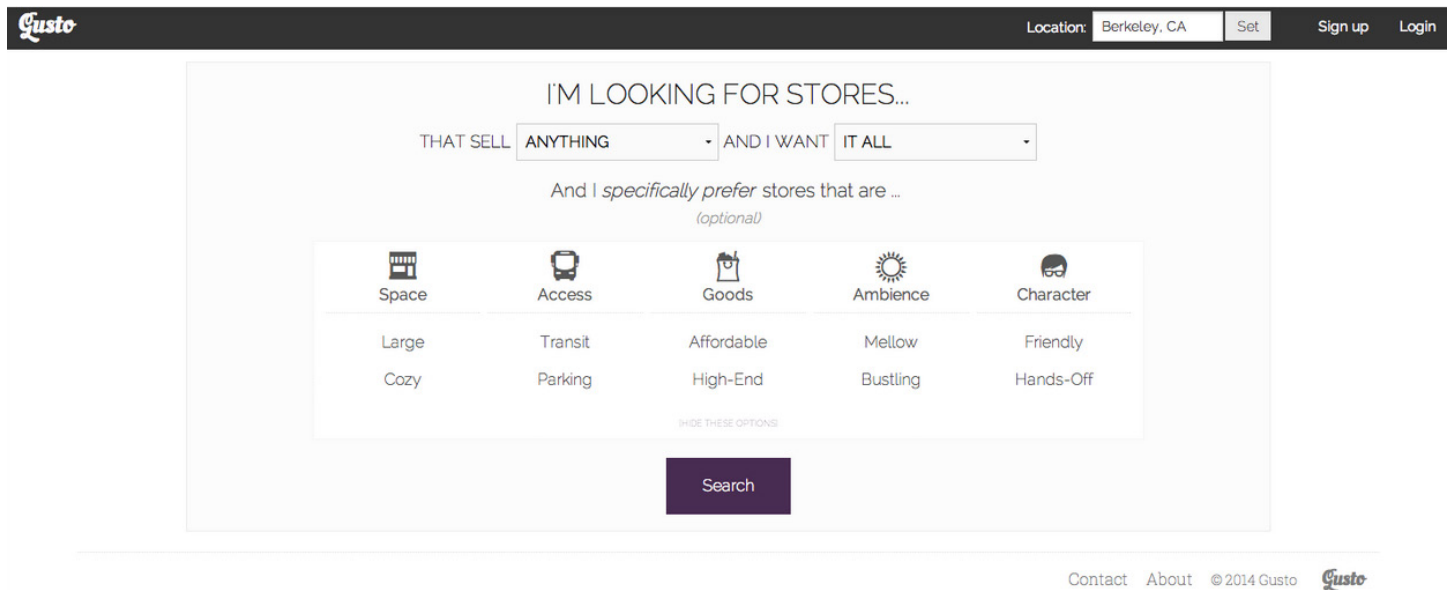 Gusto Location: Berkeley, CA Set Sign up Login
I'M LOOKING FOR STORES...
THAT SELL ANYTHING AND I WANT IT ALL
And I specifically prefer stores that are ...
(optional)
Space Access Goods Ambience Character
Large Transit Affordable Mellow Friendly
Cozy Parking High-End Bustling Hands-Off
(HIDE THESE OPTIONS)
Search
Contact About © 2014 Gusto Gusto